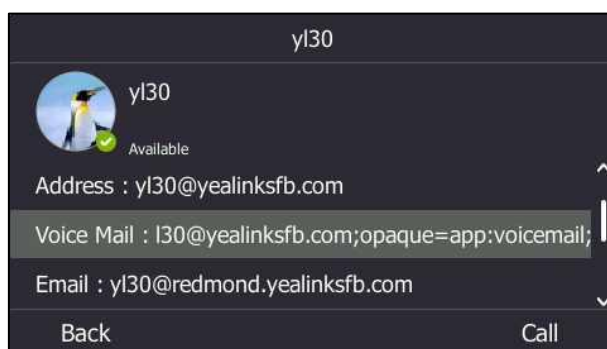 yl30
yl30
Available
Address : yl30@yealinksfb.com
Voice Mail : l30@yealinksfb.com;opaque=app:voicemail;
Email : yl30@redmond.yealinksfb.com
Back Call